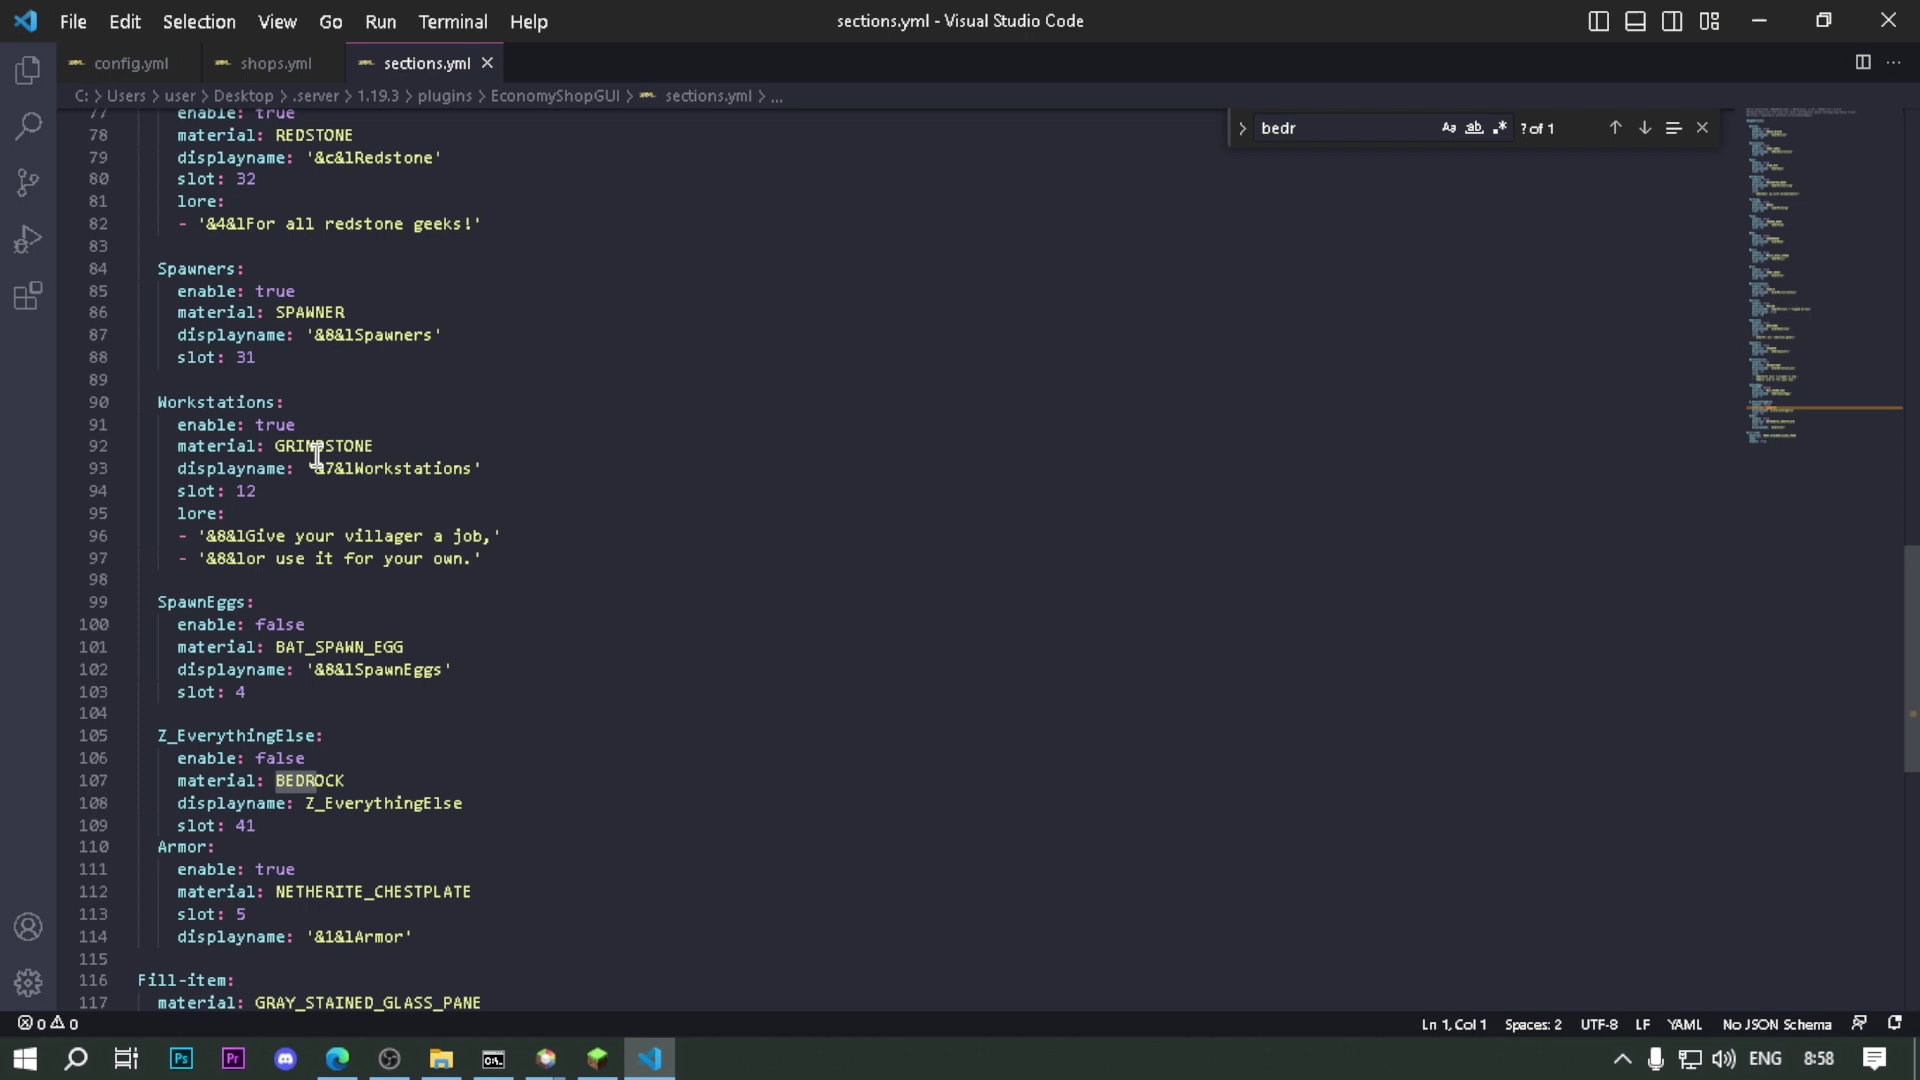 File Edit Selection View Go Run Terminal Help
sections.yml - Visual Studio Code
config.yml
shops.yml
sections.yml
C: > Users > user > Desktop > .server > 1.19.3 > plugins > EconomyShopGUI > sections.yml > ...
bedr
Aa ab .* ? of 1
77 enable: true
78 material: REDSTONE
79 displayname: '&c&lRedstone'
80 slot: 32
81 lore:
82 - '&4&lFor all redstone geeks!'
83
84 Spawners:
85 enable: true
86 material: SPAWNER
87 displayname: '&8&lSpawners'
88 slot: 31
89
90 Workstations:
91 enable: true
92 material: GRINDSTONE
93 displayname: '&7&lWorkstations'
94 slot: 12
95 lore:
96 - '&8&lGive your villager a job,'
97 - '&8&lor use it for your own.'
98
99 SpawnEggs:
100 enable: false
101 material: BAT_SPAWN_EGG
102 displayname: '&8&lSpawnEggs'
103 slot: 4
104
105 Z_EverythingElse:
106 enable: false
107 material: BEDROCK
108 displayname: Z_EverythingElse
109 slot: 41
110 Armor:
111 enable: true
112 material: NETHERITE_CHESTPLATE
113 slot: 5
114 displayname: '&1&lArmor'
115
116 Fill-item:
117 material: GRAY_STAINED_GLASS_PANE
0 0
Ln 1, Col 1 Spaces: 2 UTF-8 LF YAML No JSON Schema
Ps Pr
ENG 8:58